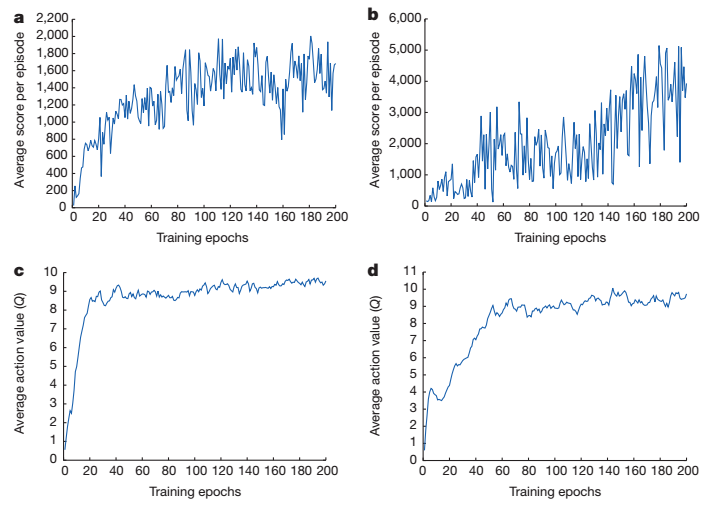 a
2,200
2,000
1,800
1,600
1,400
1,200
1,000
800
600
400
200
0
Average score per episode
0 20 40 60 80 100 120 140 160 180 200
Training epochs
b
6,000
5,000
4,000
3,000
2,000
1,000
0
Average score per episode
0 20 40 60 80 100 120 140 160 180 200
Training epochs
c
10
9
8
7
6
5
4
3
2
1
0
Average action value (Q)
0 20 40 60 80 100 120 140 160 180 200
Training epochs
d
11
10
9
8
7
6
5
4
3
2
1
0
Average action value (Q)
0 20 40 60 80 100 120 140 160 180 200
Training epochs